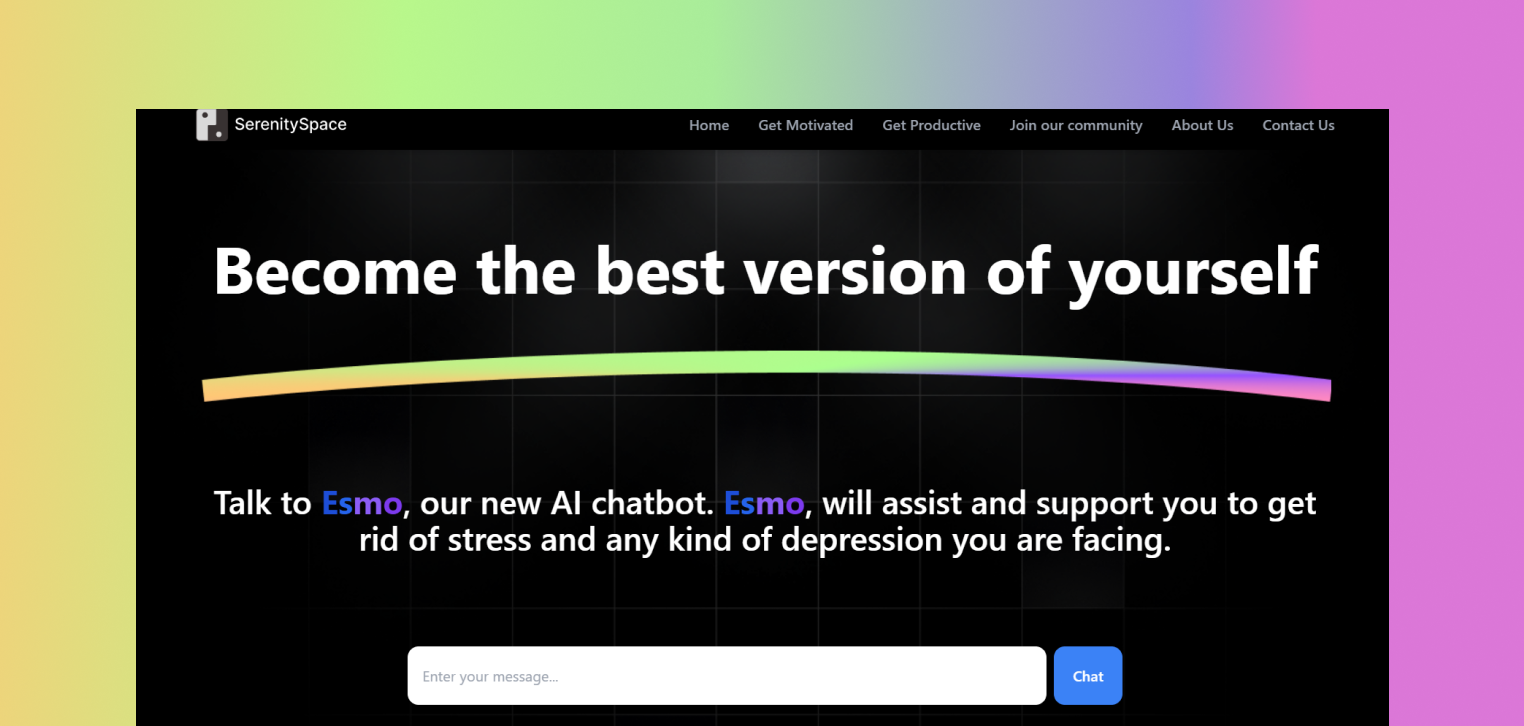 SerenitySpace
Home Get Motivated Get Productive Join our community About Us Contact Us
Become the best version of yourself
Talk to Esmo, our new AI chatbot. Esmo, will assist and support you to get
rid of stress and any kind of depression you are facing.
Enter your message...
Chat